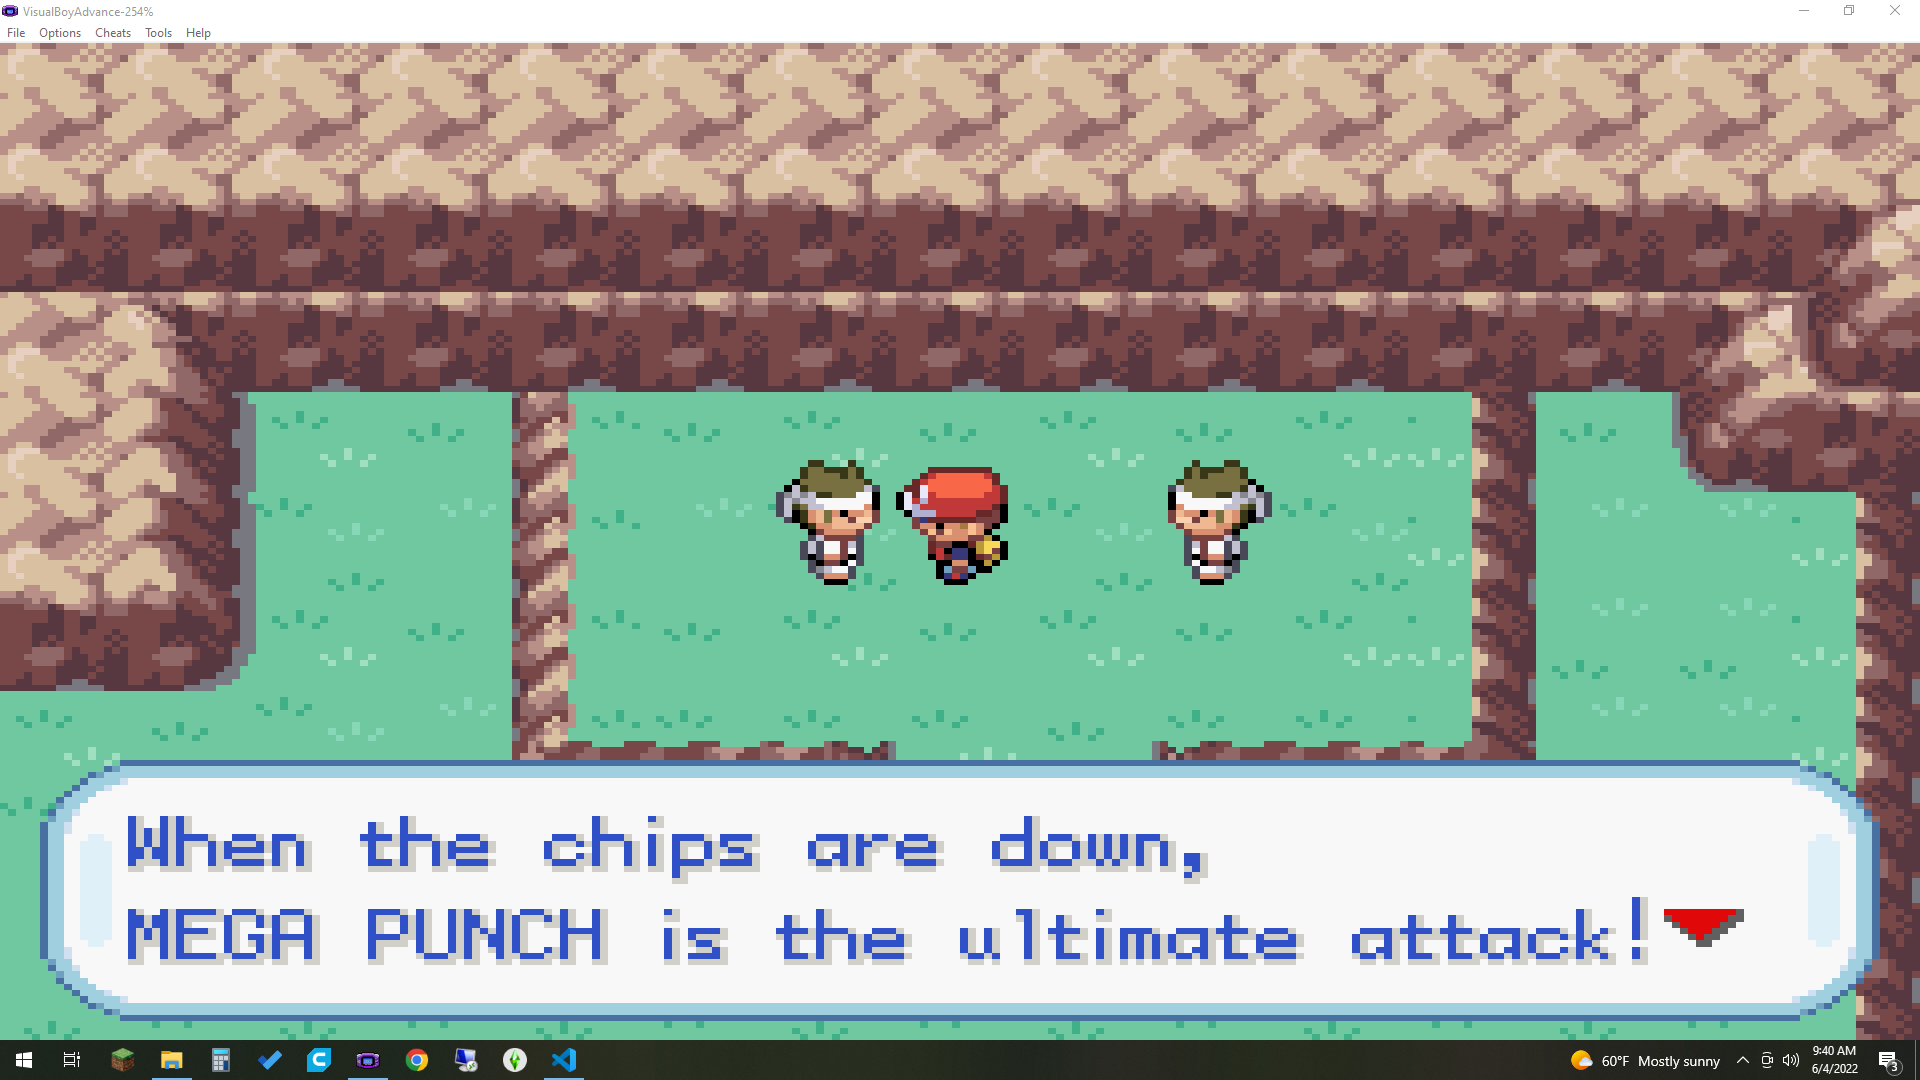 VisualBoyAdvance-254%
File Options Cheats Tools Help
When the chips are down,
MEGA PUNCH is the ultimate attack!
60°F Mostly sunny
9:40 AM
6/4/2022
3